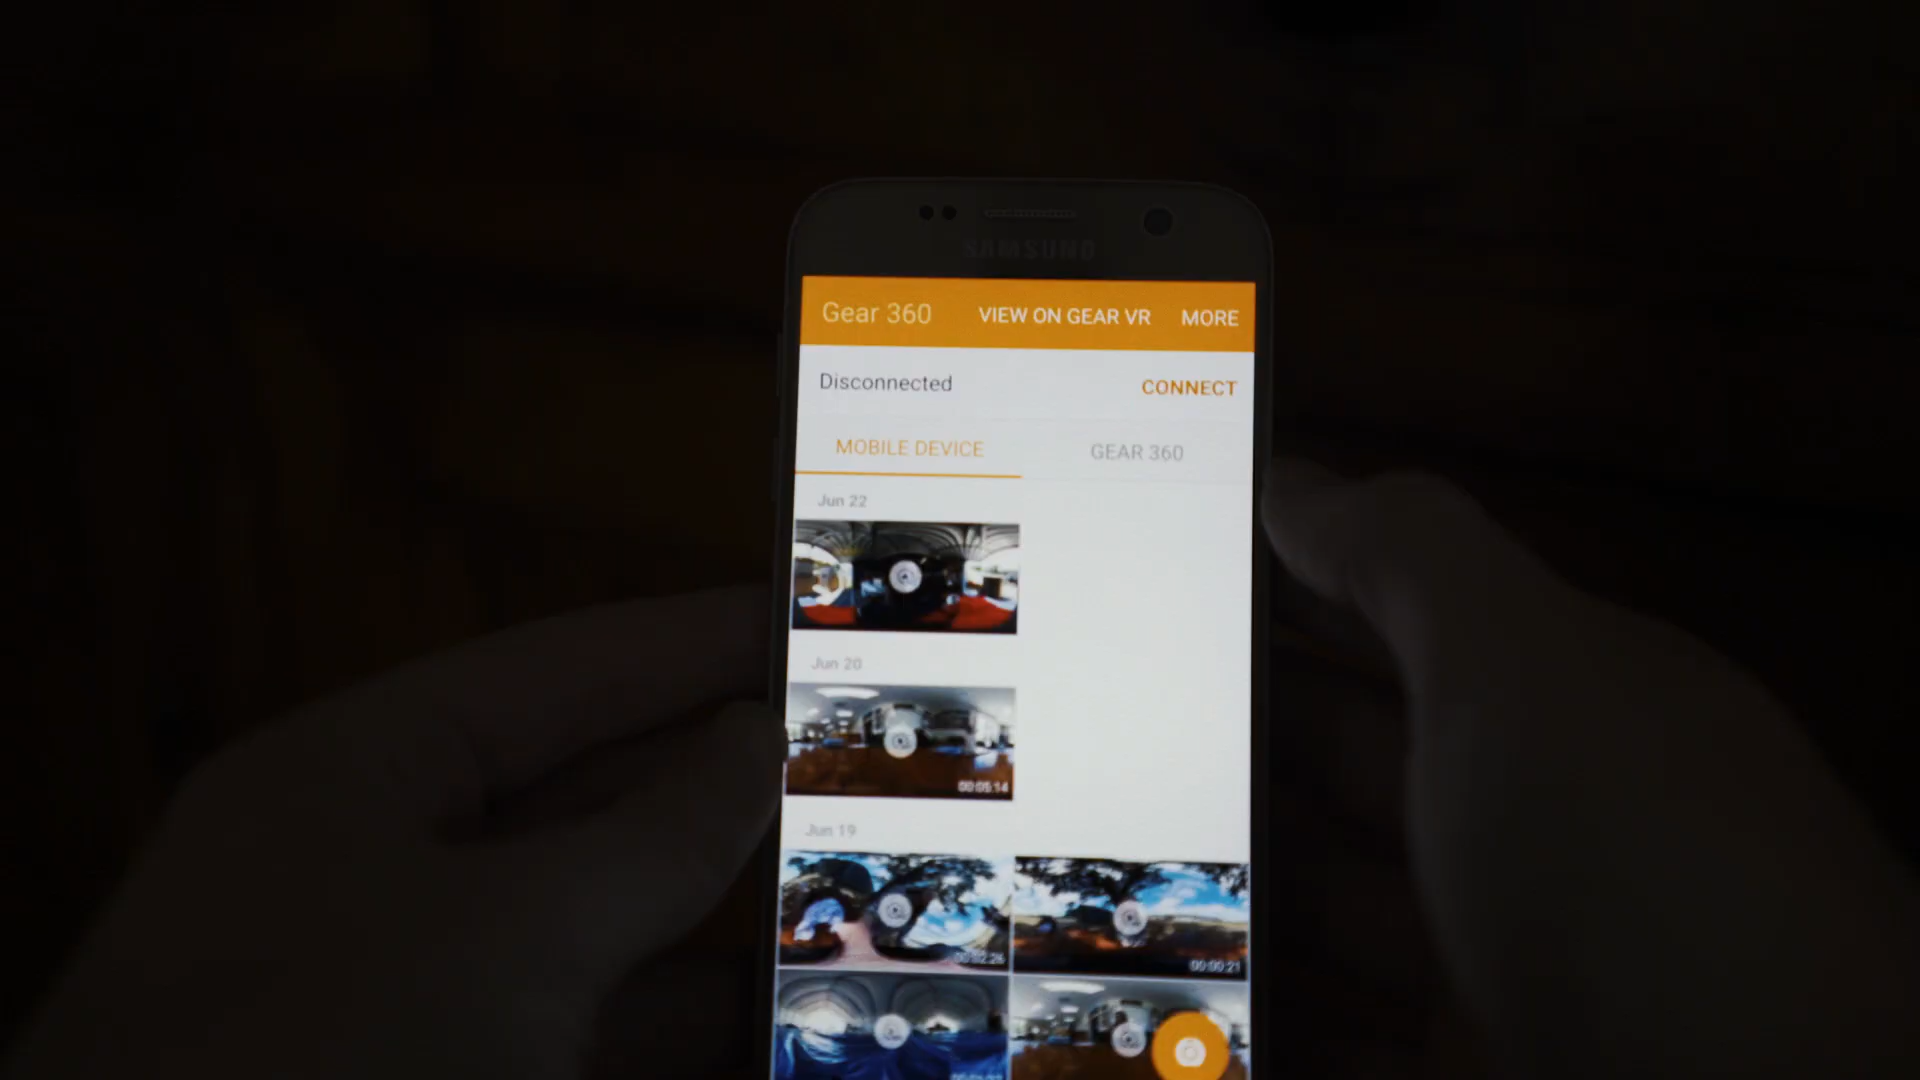 SAMSUNG
Gear 360 VIEW ON GEAR VR MORE
Disconnected CONNECT
MOBILE DEVICE GEAR 360
Jun 22
Jun 20
00:05:14
Jun 19
00:02:26 00:00:21